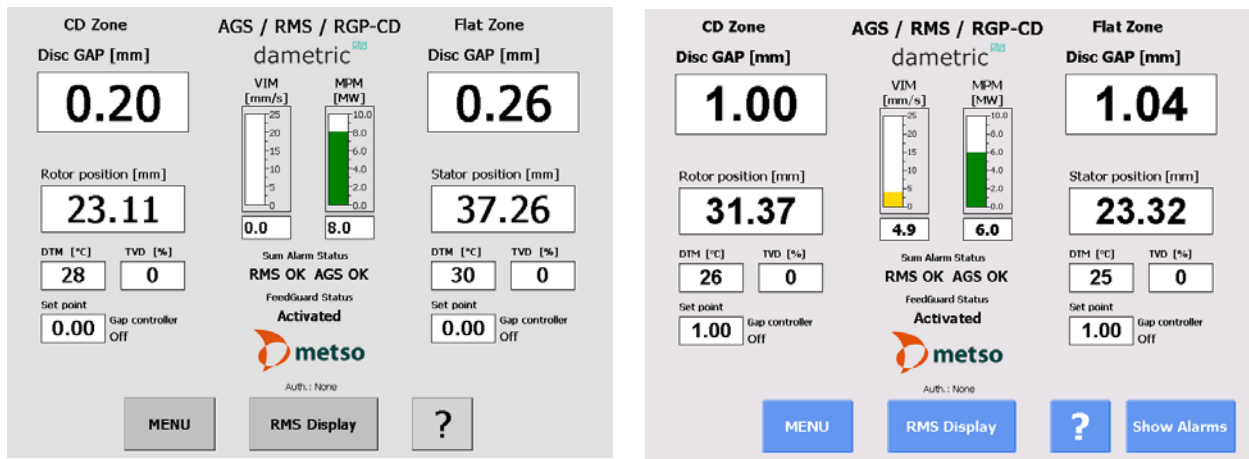 CD Zone
AGS / RMS / RGP-CD
Flat Zone
Disc GAP [mm]
dametric
Disc GAP [mm]
0.20
VIM
[mm/s]
MPM
[MW]
0.26
25
20
15
10
5
0
10.0
8.0
6.0
4.0
2.0
0.0
Rotor position [mm]
Stator position [mm]
23.11
37.26
0.0
8.0
DTM [°C]
TVD [%]
Sum Alarm Status
DTM [°C]
TVD [%]
28
0
RMS OK AGS OK
30
0
Set point
FeedGuard Status
Set point
0.00
Gap controller
Off
Activated
0.00
Gap controller
Off
metso
Auth.: None
MENU
RMS Display
?
CD Zone
AGS / RMS / RGP-CD
Flat Zone
Disc GAP [mm]
dametric
Disc GAP [mm]
1.00
VIM
[mm/s]
MPM
[MW]
1.04
25
20
15
10
5
0
10.0
8.0
6.0
4.0
2.0
0.0
Rotor position [mm]
Stator position [mm]
31.37
23.32
4.9
6.0
DTM [°C]
TVD [%]
Sum Alarm Status
DTM [°C]
TVD [%]
26
0
RMS OK AGS OK
25
0
Set point
FeedGuard Status
Set point
1.00
Gap controller
Off
Activated
1.00
Gap controller
Off
metso
Auth.: None
MENU
RMS Display
?
Show Alarms